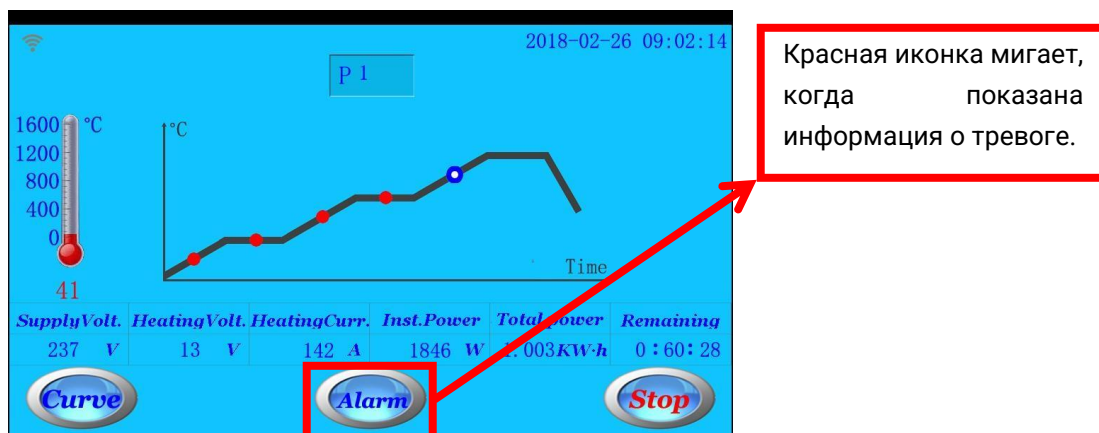 2018-02-26 09:02:14
P 1
Красная иконка мигает,
когда показана
информация о тревоге.
1600 °C
1200
800
400
0
41
°C
Time
SupplyVolt. HeatingVolt. HeatingCurr. Inst.Power Total power Remaining
237 V 13 V 142 A 1846 W 1.003KW·h 0:60:28
Curve Alarm Stop